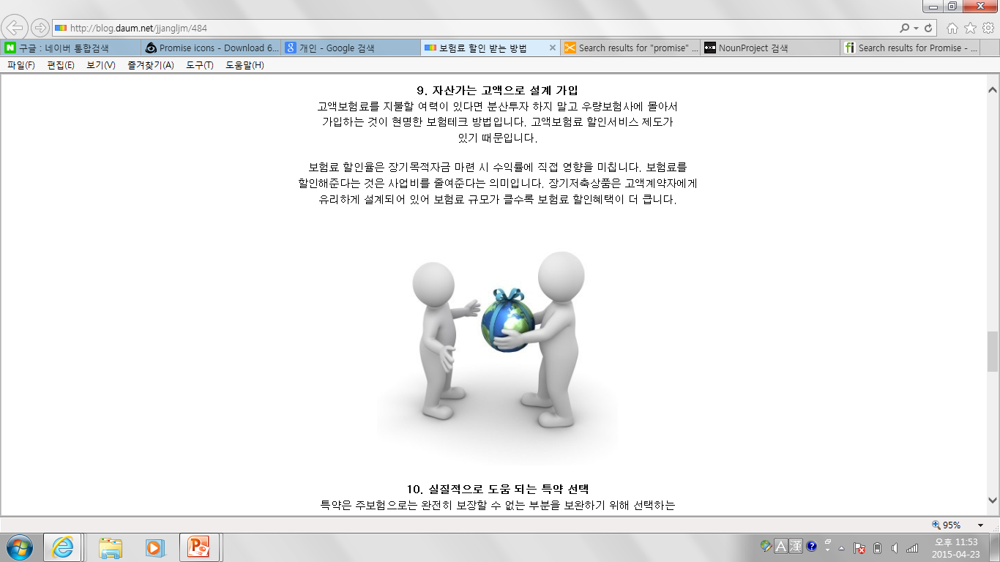 http://blog.daum.net/jjangljm/484
구글 : 네이버 통합검색
Promise icons - Download 6...
개인 - Google 검색
보험료 할인 받는 방법
Search results for "promise" ...
NounProject 검색
Search results for Promise - ...
파일(F) 편집(E) 보기(V) 즐겨찾기(A) 도구(T) 도움말(H)
9. 자산가는 고액으로 설계 가입
고액보험료를 지불할 여력이 있다면 분산투자 하지 말고 우량보험사에 몰아서
가입하는 것이 현명한 보험테크 방법입니다. 고액보험료 할인서비스 제도가
있기 때문입니다.
보험료 할인율은 장기목적자금 마련 시 수익률에 직접 영향을 미칩니다. 보험료를
할인해준다는 것은 사업비를 줄여준다는 의미입니다. 장기저축상품은 고액계약자에게
유리하게 설계되어 있어 보험료 규모가 클수록 보험료 할인혜택이 더 큽니다.
10. 실질적으로 도움 되는 특약 선택
특약은 주보험으로는 완전히 보장할 수 없는 부분을 보완하기 위해 선택하는
95%
A 漢
오후 11:53
2015-04-23